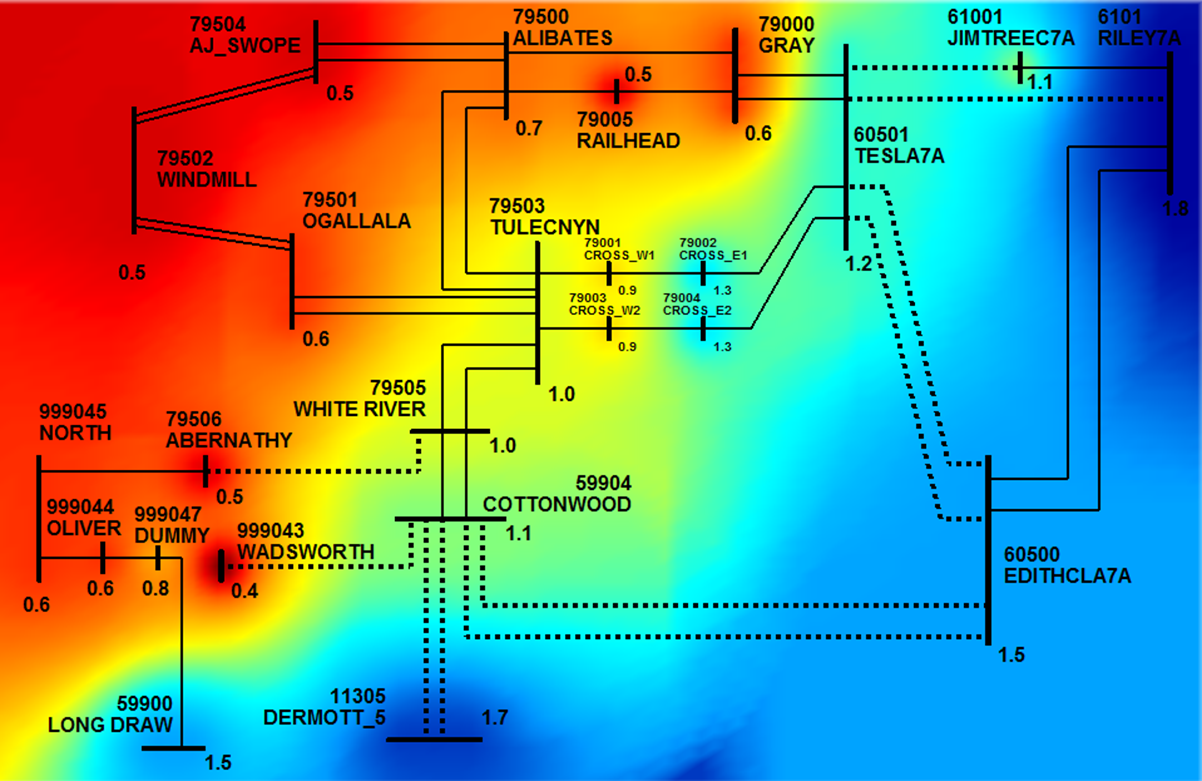 79504
AJ_SWOPE
0.5
79500
ALIBATES
0.7
0.5
79005
RAILHEAD
79000
GRAY
0.6
61001
JIMTREEC7A
1.1
6101
RILEY7A
1.8
60501
TESLA7A
1.2
79502
WINDMILL
0.5
79501
OGALLALA
0.6
79503
TULECNYN
1.0
79001
CROSS_W1
0.9
79002
CROSS_E1
1.3
79003
CROSS_W2
0.9
79004
CROSS_E2
1.3
79505
WHITE RIVER
1.0
999045
NORTH
0.6
79506
ABERNATHY
0.5
999044
OLIVER
0.6
999047
DUMMY
0.8
999043
WADSWORTH
0.4
59904
COTTONWOOD
1.1
60500
EDITHCLA7A
1.5
59900
LONG DRAW
1.5
11305
DERMOTT_5
1.7